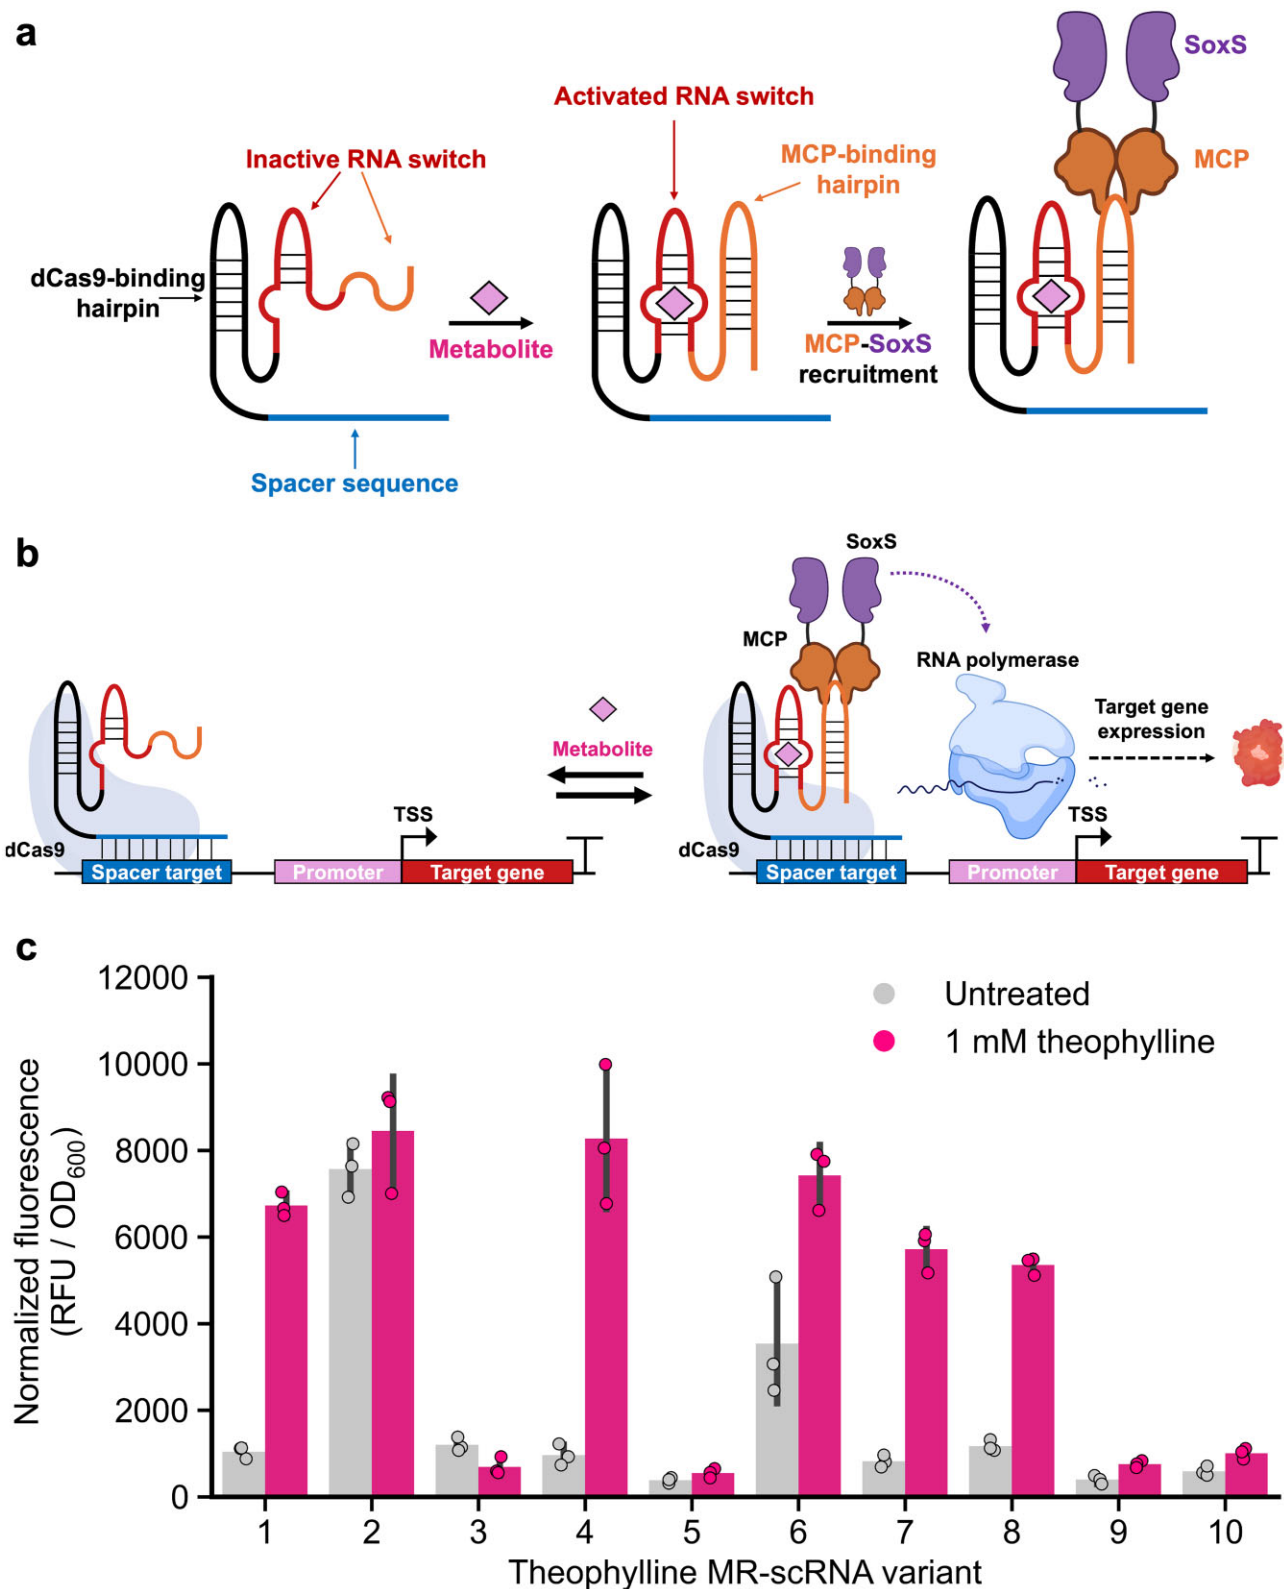 a
SoxS
Activated RNA switch
Inactive RNA switch
MCP-binding
hairpin
MCP
dCas9-binding
hairpin
Metabolite
MCP-SoxS
recruitment
Spacer sequence
b
SoxS
MCP
RNA polymerase
Target gene
expression
Metabolite
TSS
TSS
dCas9
dCas9
Spacer target
Promoter
Target gene
Spacer target
Promoter
Target gene
c
12000
10000
8000
6000
4000
2000
0
Normalized fluorescence
(RFU / OD600)
Untreated
1 mM theophylline
1 2 3 4 5 6 7 8 9 10
Theophylline MR-scRNA variant